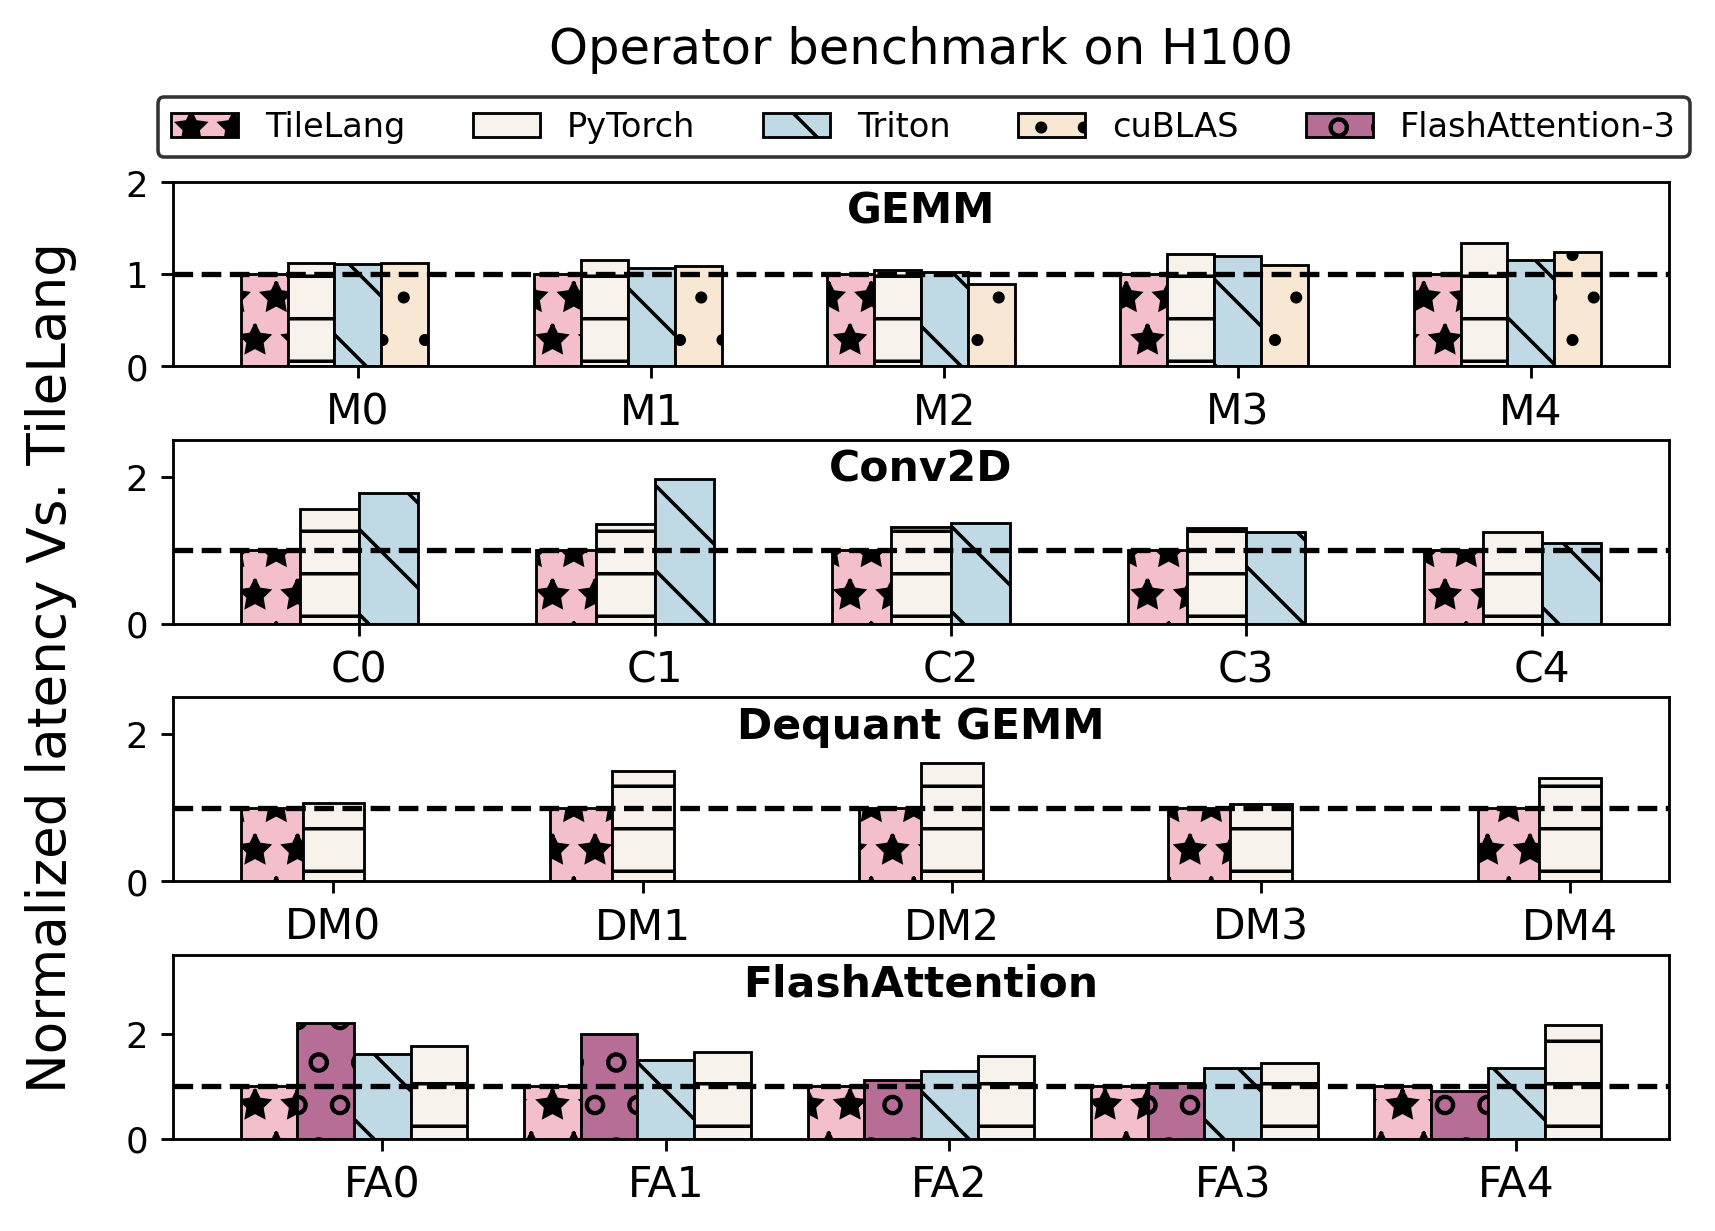 Operator benchmark on H100
TileLang PyTorch Triton cuBLAS FlashAttention-3
Normalized latency Vs. TileLang
GEMM
2
1
0
M0 M1 M2 M3 M4
Conv2D
2
0
C0 C1 C2 C3 C4
Dequant GEMM
2
0
DM0 DM1 DM2 DM3 DM4
FlashAttention
2
0
FA0 FA1 FA2 FA3 FA4